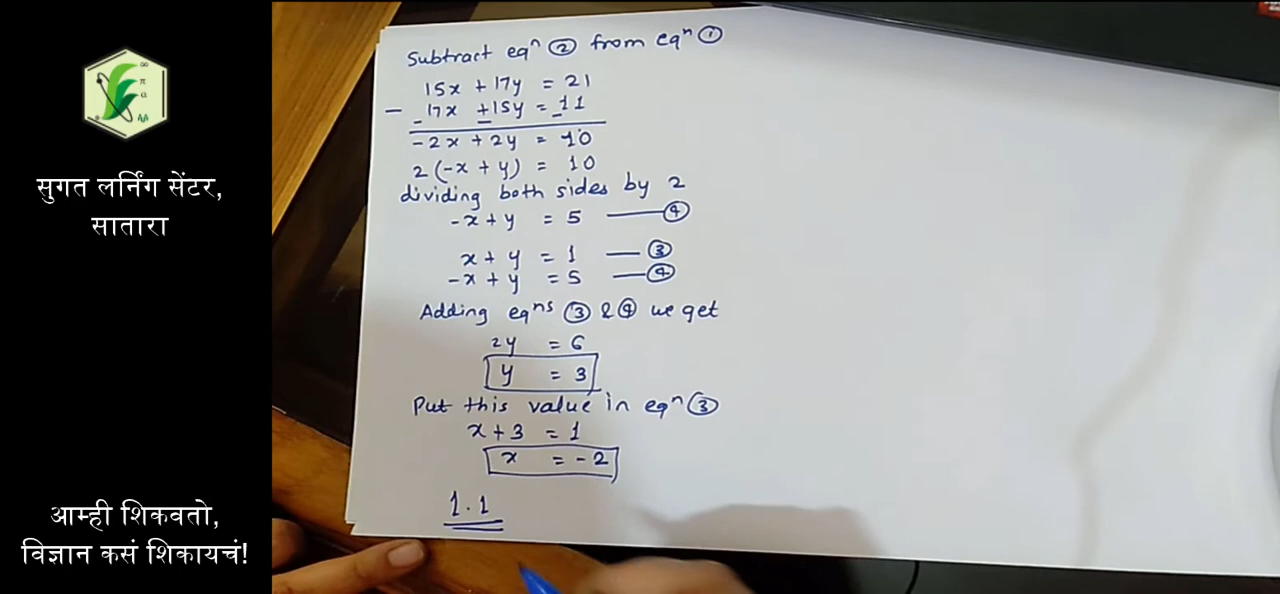 सुगत लर्निंग सेंटर,
सातारा
आम्ही शिकवतो,
विज्ञान कसं शिकायचं!
Subtract eqⁿ ② from eqⁿ ①
15x + 17y = 21
- 17x + 15y = 11
- - -
-2x + 2y = 10
2(-x + y) = 10
dividing both sides by 2
-x + y = 5 —— ④
x + y = 1 —— ③
-x + y = 5 —— ④
Adding eqⁿˢ ③ & ④ we get
2y = 6
y = 3
Put this value in eqⁿ ③
x + 3 = 1
x = -2
1.1